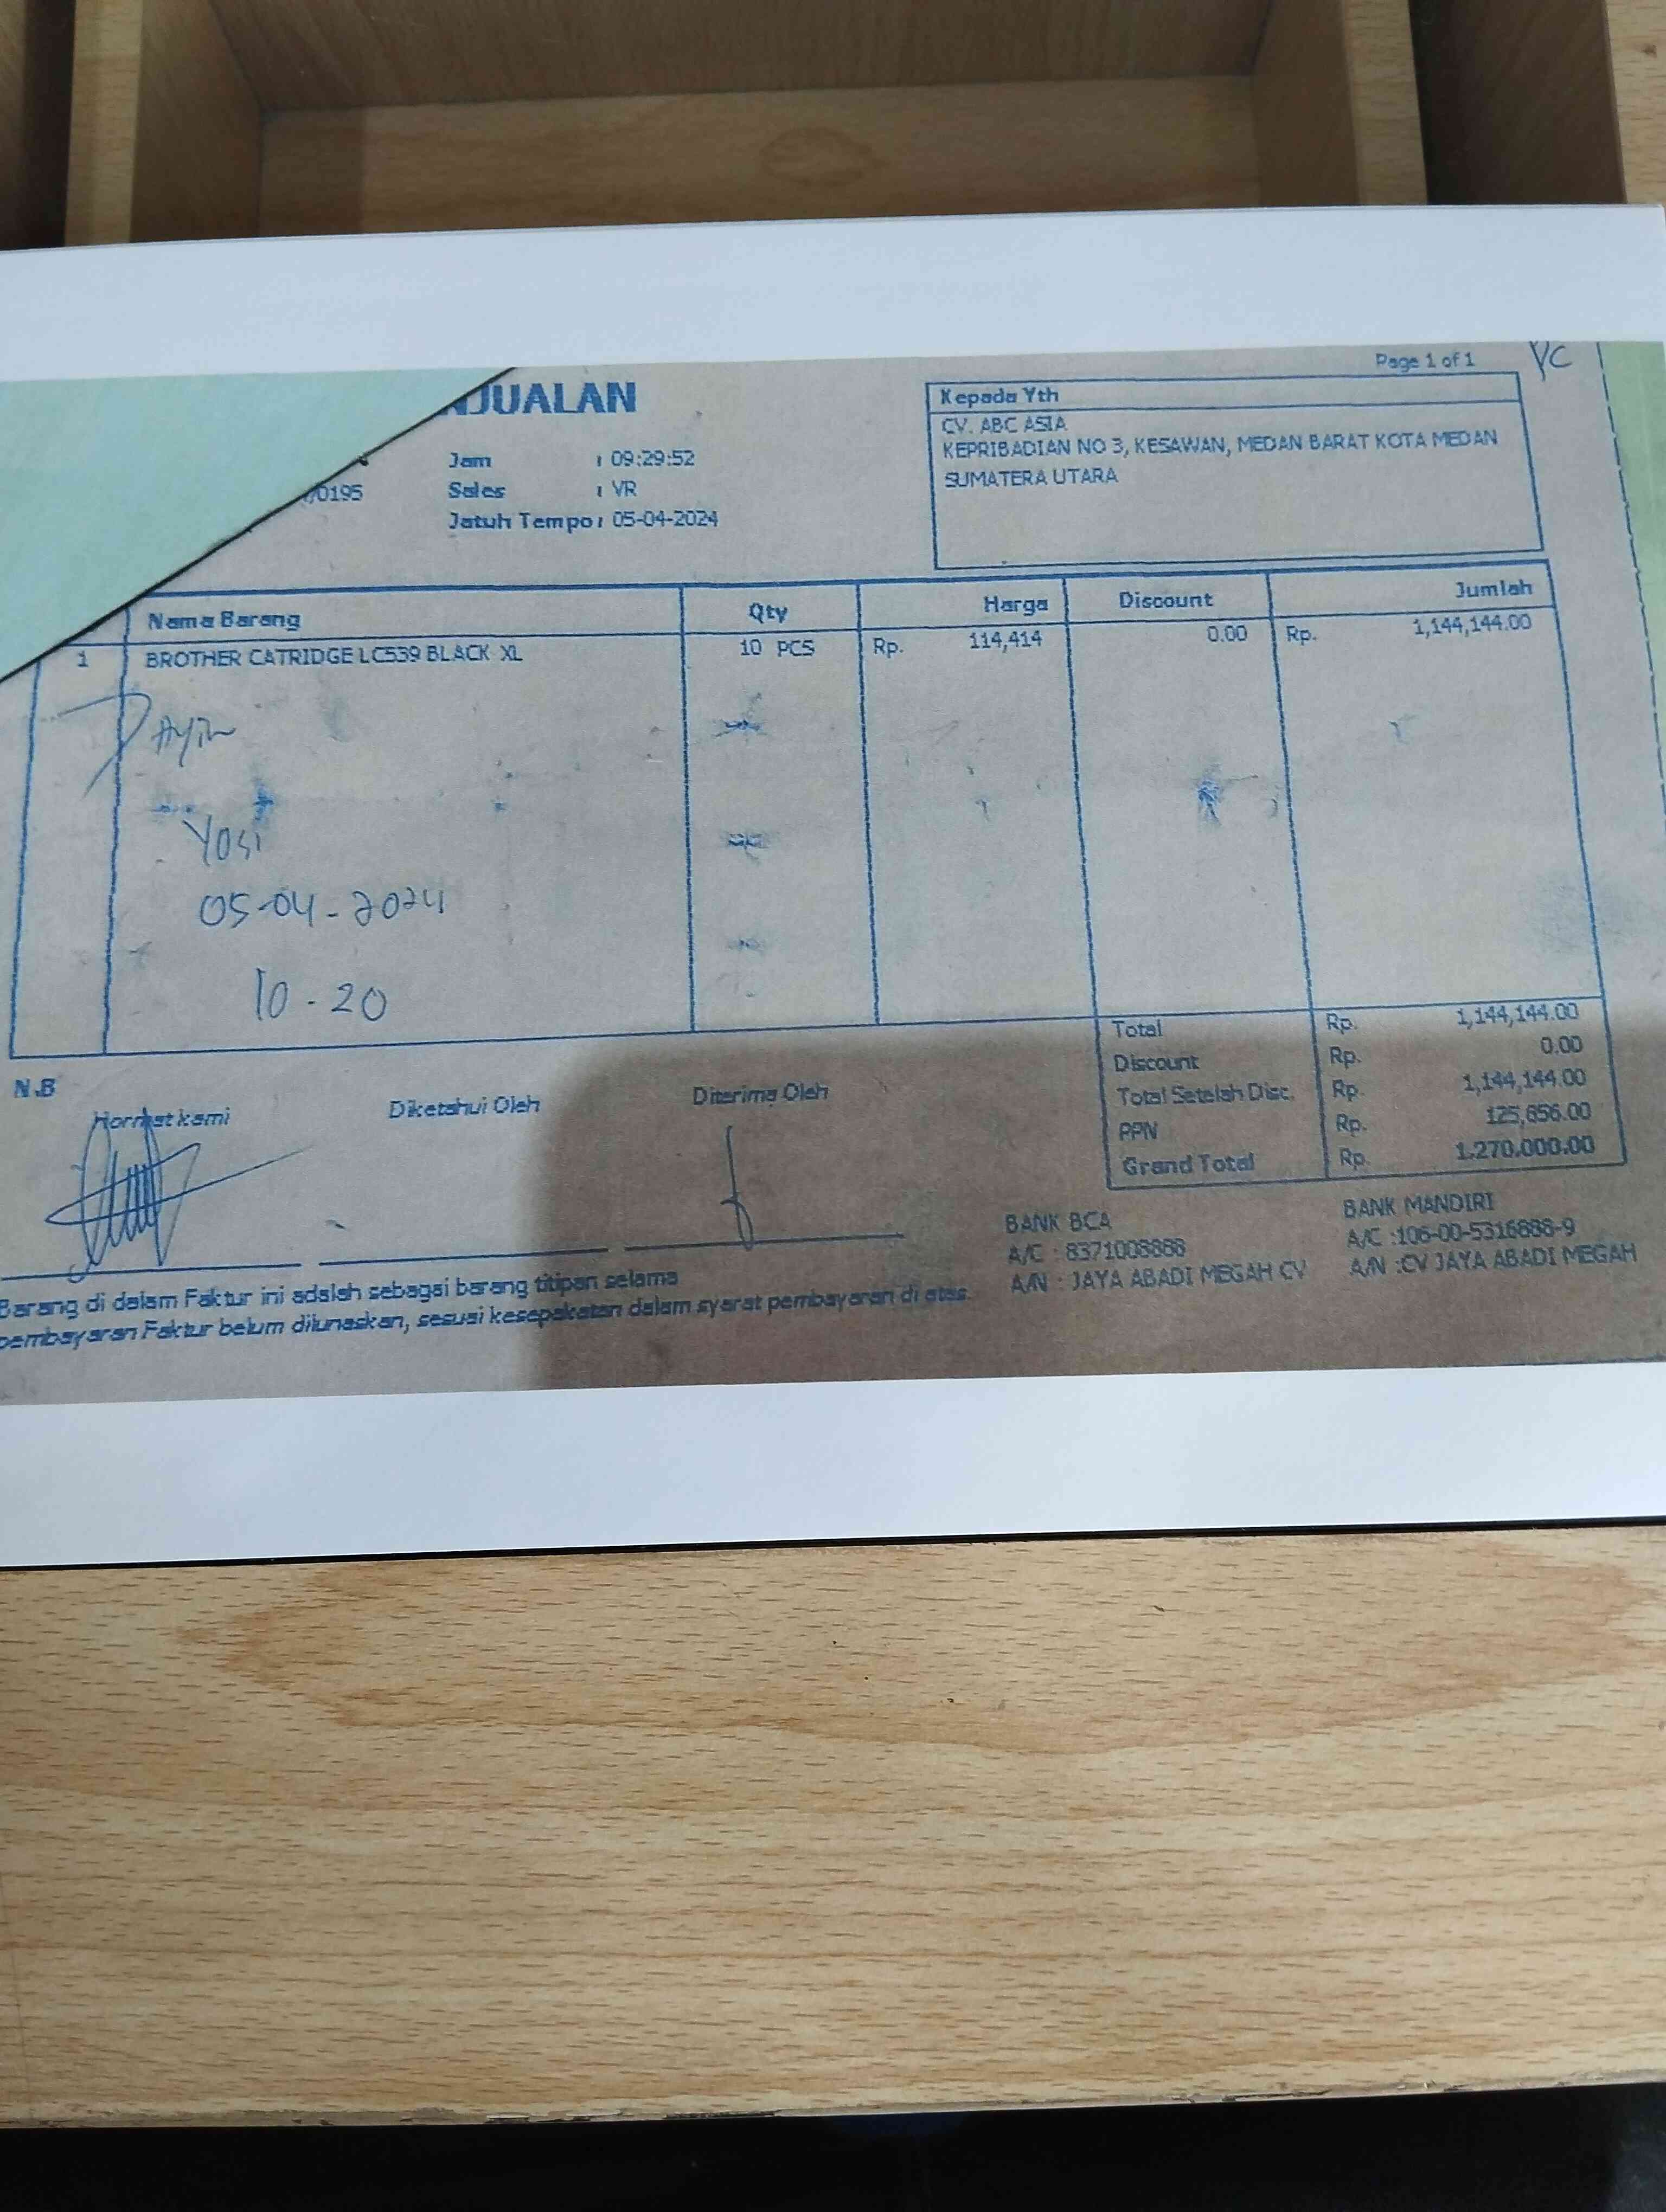 Page 1 of 1
NJUALAN
Kepada Yth
CV. ABC ASIA
KEPRIBADIAN NO 3, KESAWAN, MEDAN BARAT KOTA MEDAN
SUMATERA UTARA
Jam : 09:29:52
/0195 Sales : VR
Jatuh Tempo : 05-04-2024
Nama Barang Qty Harga Discount Jumlah
1 BROTHER CATRIDGE LC539 BLACK XL 10 PCS Rp. 114,414 0.00 Rp. 1,144,144.00
Yosi
05-04-2024
10-20
Total Rp. 1,144,144.00
Discount Rp. 0.00
Total Setelah Disc. Rp. 1,144,144.00
PPN Rp. 125,856.00
Grand Total Rp. 1.270.000.00
N.B
Hormat kami Diketahui Oleh Diterima Oleh
BANK BCA
A/C : 8371008888
A/N : JAYA ABADI MEGAH CV
BANK MANDIRI
A/C :106-00-5316888-9
A/N :CV JAYA ABADI MEGAH
Barang di dalam Faktur ini adalah sebagai barang titipan selama
pembayaran Faktur belum dilunaskan, sesuai kesepakatan dalam syarat pembayaran di atas.